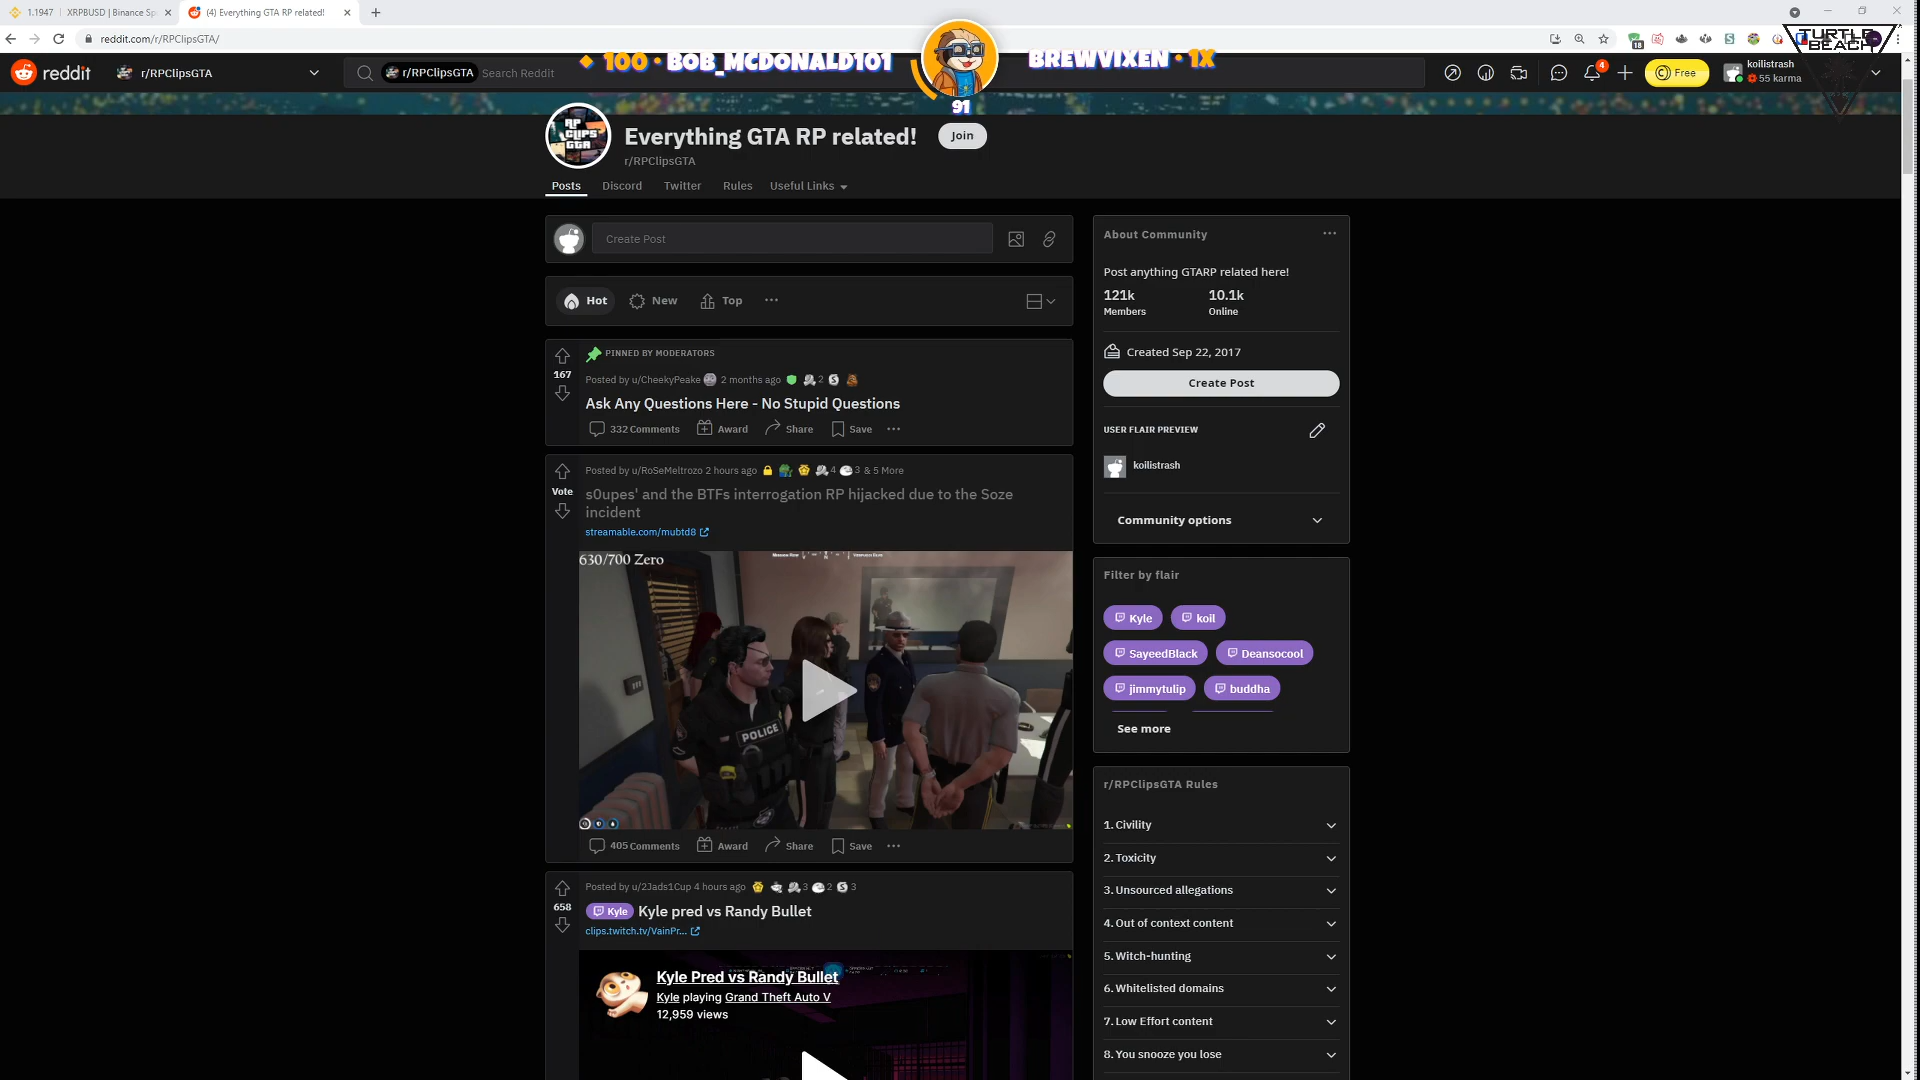 1.1947 | XRPBUSD | Binance Sp
(4) Everything GTA RP related!
reddit.com/r/RPClipsGTA/
18
TURTLE
BEACH
reddit
r/RPClipsGTA
r/RPClipsGTA
Search Reddit
100 · BOB_MCDONALD101
BREWVIXEN · 1X
91
4
Free
koilistrash
55 karma
RP
CLIPS
GTA
Everything GTA RP related!
Join
r/RPClipsGTA
Posts
Discord
Twitter
Rules
Useful Links
Create Post
Hot
New
Top
PINNED BY MODERATORS
167
Posted by u/CheekyPeake 2 months ago 2
Ask Any Questions Here - No Stupid Questions
332 Comments
Award
Share
Save
Posted by u/RoSeMeltrozo 2 hours ago 4 3 & 5 More
Vote
s0upes' and the BTFs interrogation RP hijacked due to the Soze
incident
streamable.com/mubtd8
630/700 Zero
POLICE
405 Comments
Award
Share
Save
Posted by u/2Jads1Cup 4 hours ago 3 2 3
658
Kyle
Kyle pred vs Randy Bullet
clips.twitch.tv/VainPr...
Kyle Pred vs Randy Bullet
Kyle playing Grand Theft Auto V
12,959 views
About Community
Post anything GTARP related here!
121k
10.1k
Members
Online
Created Sep 22, 2017
Create Post
USER FLAIR PREVIEW
koilistrash
Community options
Filter by flair
Kyle
koil
SayeedBlack
Deansocool
jimmytulip
buddha
See more
r/RPClipsGTA Rules
1. Civility
2. Toxicity
3. Unsourced allegations
4. Out of context content
5. Witch-hunting
6. Whitelisted domains
7. Low Effort content
8. You snooze you lose